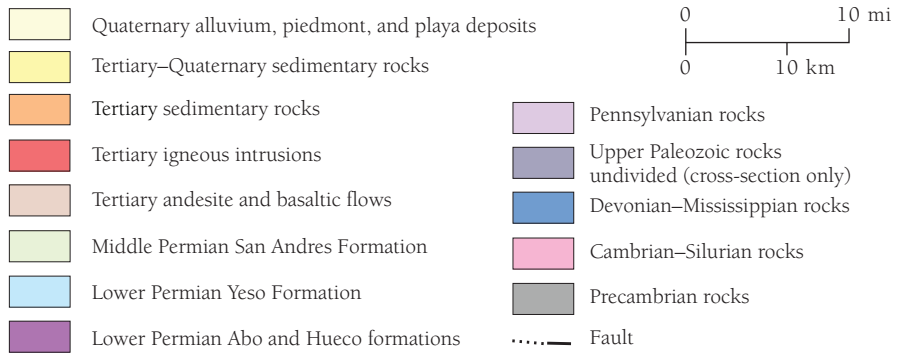 Quaternary alluvium, piedmont, and playa deposits
Tertiary–Quaternary sedimentary rocks
Tertiary sedimentary rocks
Tertiary igneous intrusions
Tertiary andesite and basaltic flows
Middle Permian San Andres Formation
Lower Permian Yeso Formation
Lower Permian Abo and Hueco formations
0 10 mi
0 10 km
Pennsylvanian rocks
Upper Paleozoic rocks
undivided (cross-section only)
Devonian–Mississippian rocks
Cambrian–Silurian rocks
Precambrian rocks
Fault